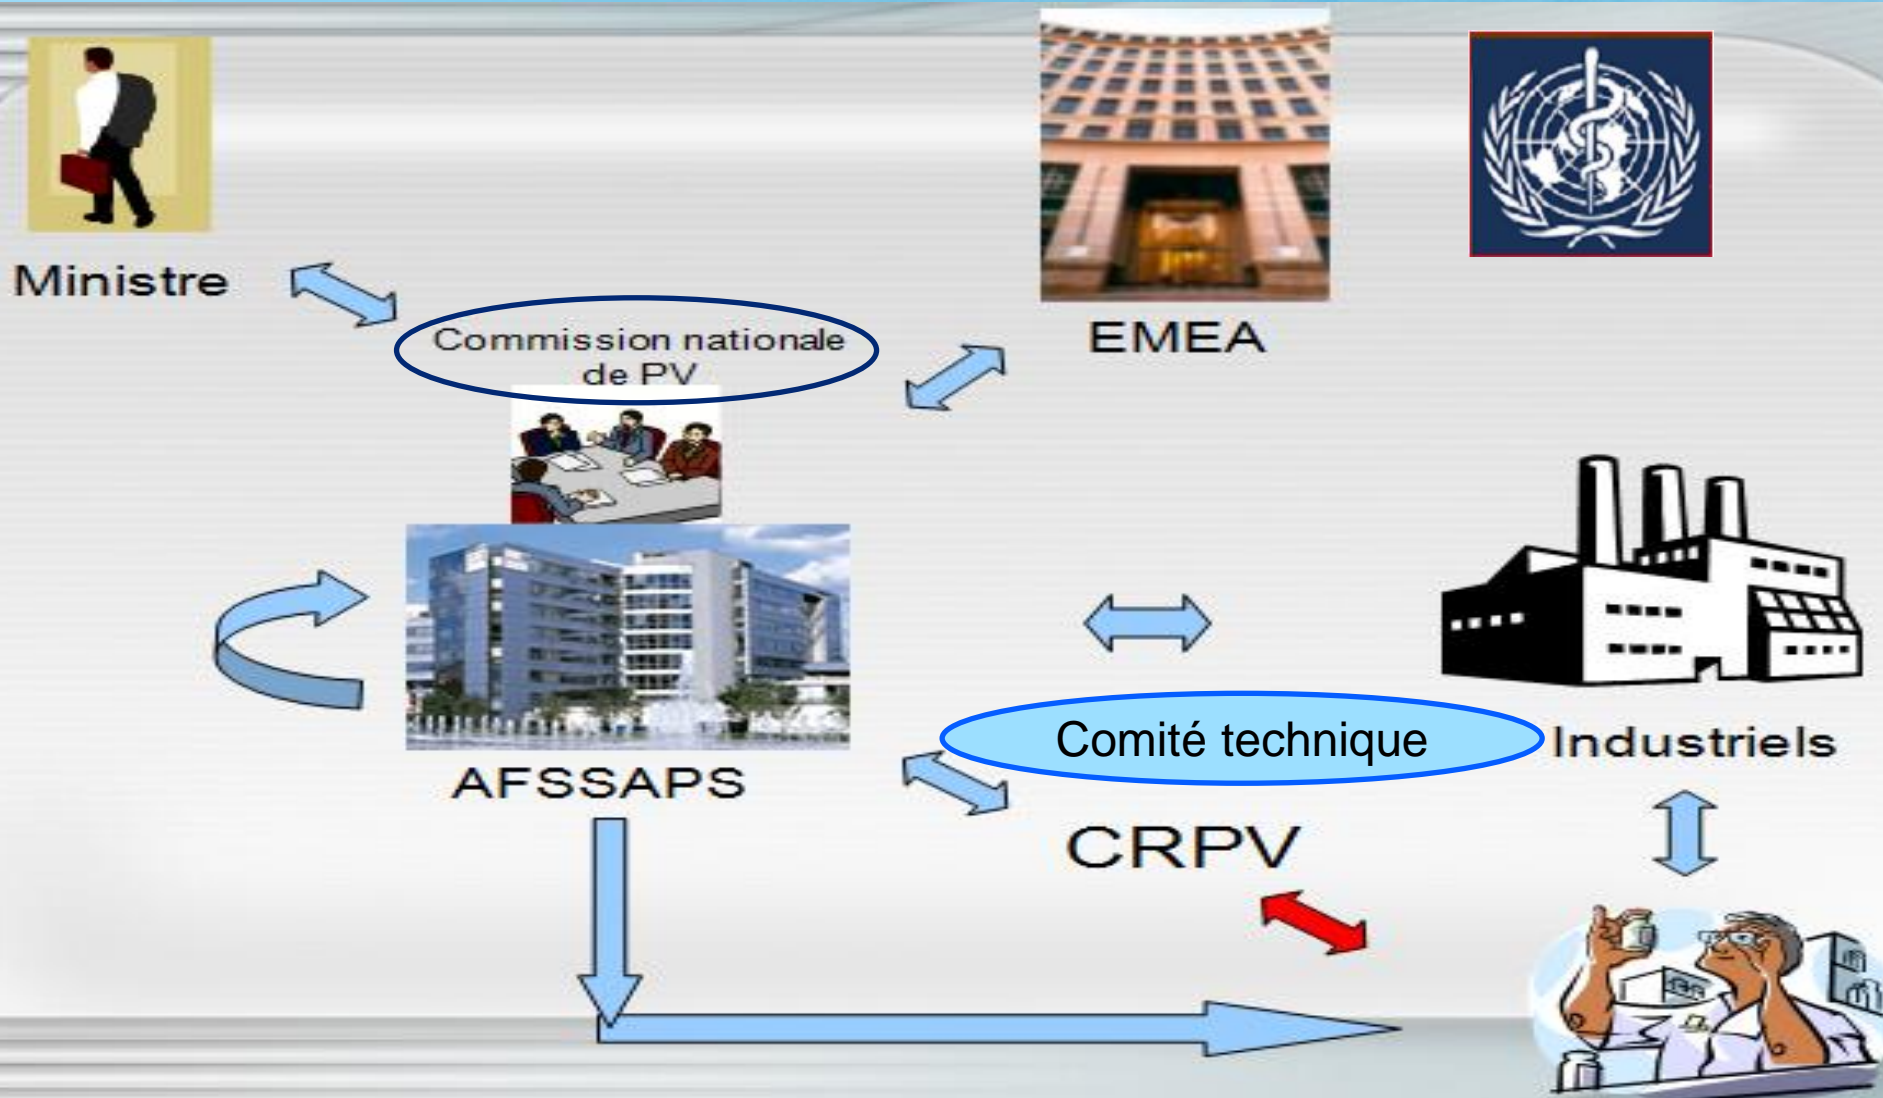 Ministre
Commission nationale
de PV
EMEA
Comité technique
Industriels
AFSSAPS
CRPV